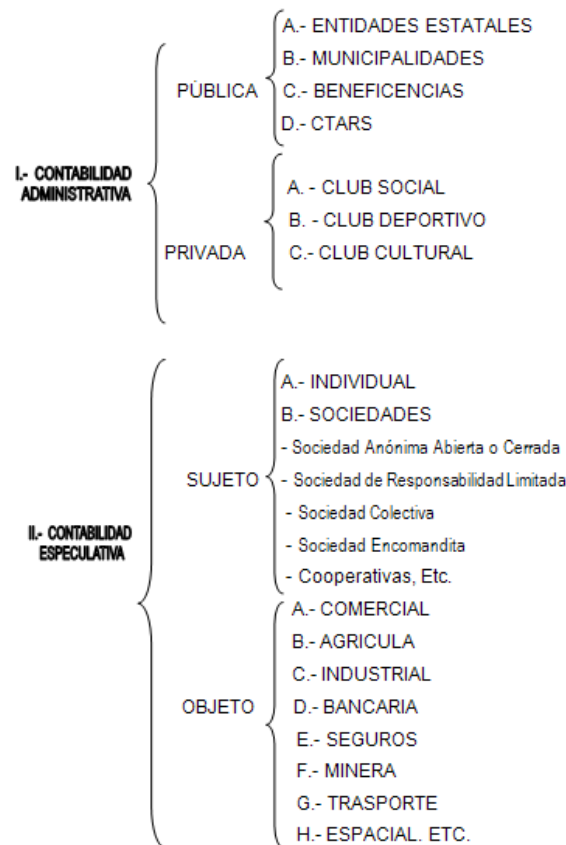 I.- CONTABILIDAD
ADMINISTRATIVA
PÚBLICA
A.- ENTIDADES ESTATALES
B.- MUNICIPALIDADES
C.- BENEFICENCIAS
D.- CTARS
PRIVADA
A. - CLUB SOCIAL
B. - CLUB DEPORTIVO
C.- CLUB CULTURAL
II.- CONTABILIDAD
ESPECULATIVA
SUJETO
A.- INDIVIDUAL
B.- SOCIEDADES
- Sociedad Anónima Abierta o Cerrada
- Sociedad de Responsabilidad Limitada
- Sociedad Colectiva
- Sociedad Encomandita
- Cooperativas, Etc.
OBJETO
A.- COMERCIAL
B.- AGRICULA
C.- INDUSTRIAL
D.- BANCARIA
E.- SEGUROS
F.- MINERA
G.- TRASPORTE
H.- ESPACIAL. ETC.